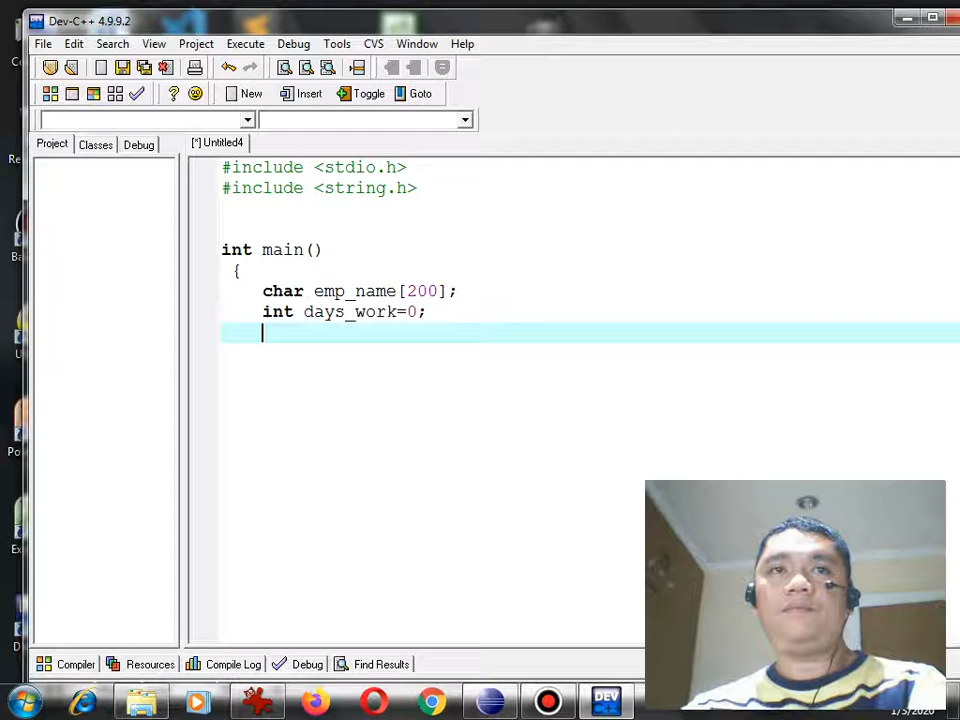 Dev-C++ 4.9.9.2
File Edit Search View Project Execute Debug Tools CVS Window Help
New Insert Toggle Goto
Project Classes Debug [*] Untitled4
#include <stdio.h>
#include <string.h>
int main()
{
char emp_name[200];
int days_work=0;
Compiler Resources Compile Log Debug Find Results
DEV
C++